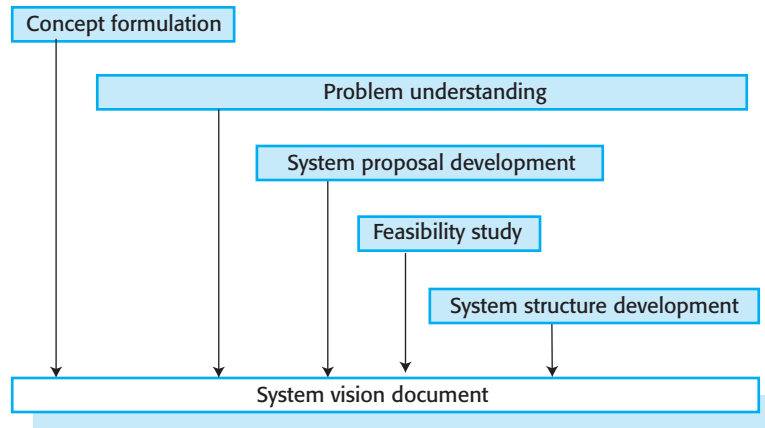 Concept formulation
Problem understanding
System proposal development
Feasibility study
System structure development
System vision document